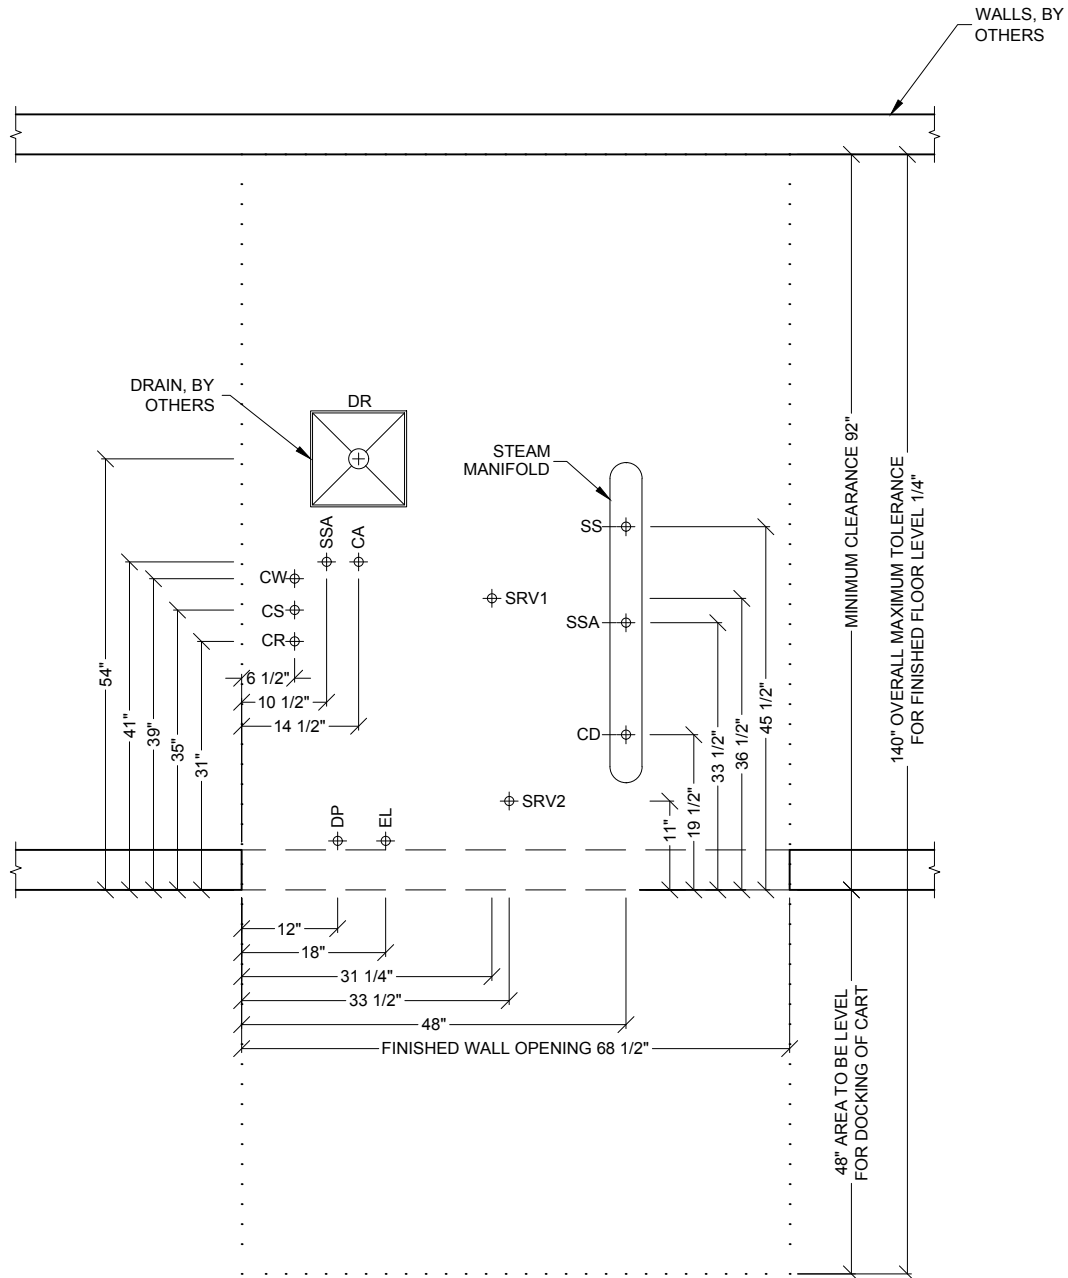 WALLS, BY
OTHERS
DRAIN, BY
OTHERS
DR
STEAM
MANIFOLD
SS
SSA
CA
CW
CS
CR
SRV1
SSA
CD
SRV2
DP
EL
54"
41"
39"
35"
31"
6 1/2"
10 1/2"
14 1/2"
11"
19 1/2"
33 1/2"
36 1/2"
45 1/2"
MINIMUM CLEARANCE 92"
140" OVERALL MAXIMUM TOLERANCE
FOR FINISHED FLOOR LEVEL 1/4"
12"
18"
31 1/4"
33 1/2"
48"
FINISHED WALL OPENING 68 1/2"
48" AREA TO BE LEVEL
FOR DOCKING OF CART